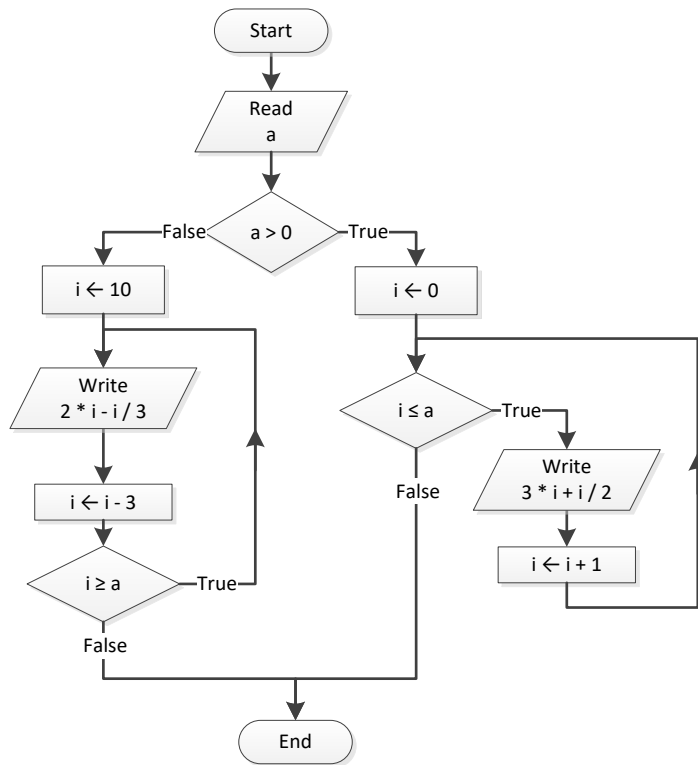 Start
Read
a
a > 0
False
True
i ← 10
i ← 0
Write
2 * i - i / 3
i ≤ a
True
Write
3 * i + i / 2
False
i ← i - 3
i ← i + 1
i ≥ a
True
False
End